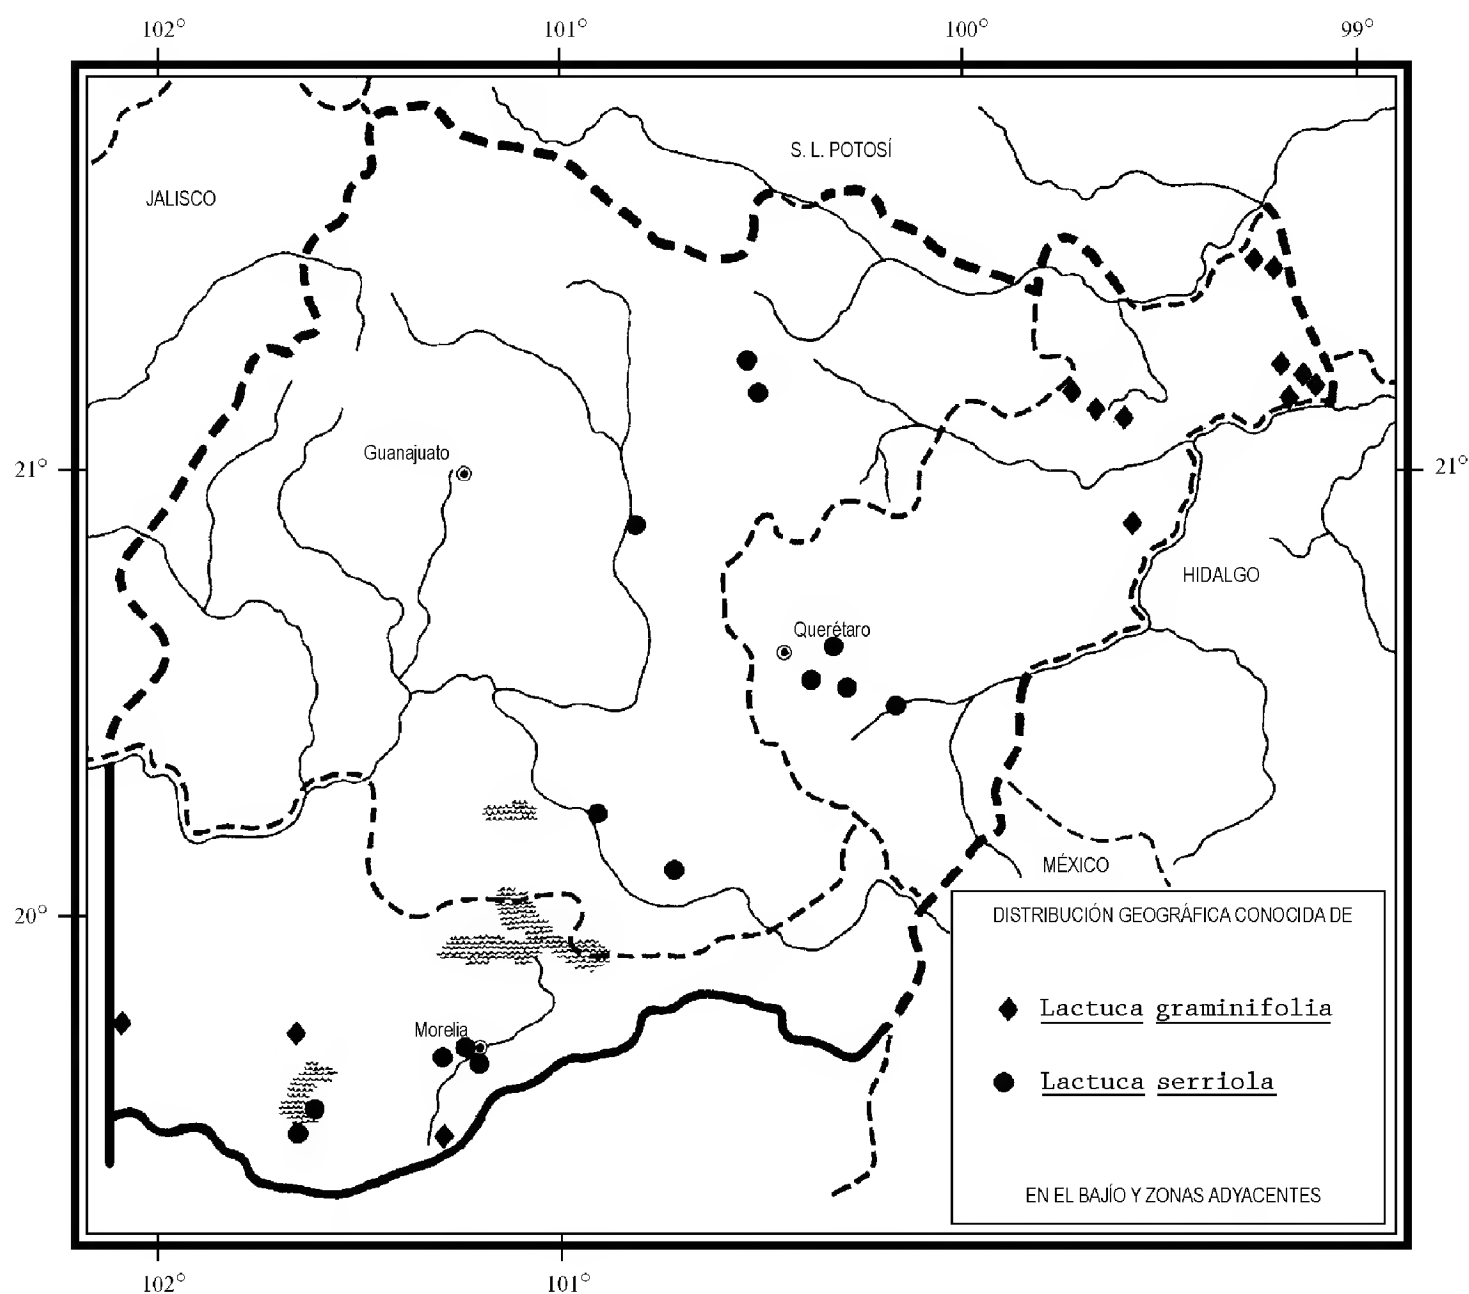 102° 101° 100° 99°
S. L. POTOSÍ
JALISCO
Guanajuato
21° 21°
HIDALGO
Querétaro
MÉXICO
20°
DISTRIBUCIÓN GEOGRÁFICA CONOCIDA DE
Lactuca graminifolia
Morelia
Lactuca serriola
EN EL BAJÍO Y ZONAS ADYACENTES
102° 101°